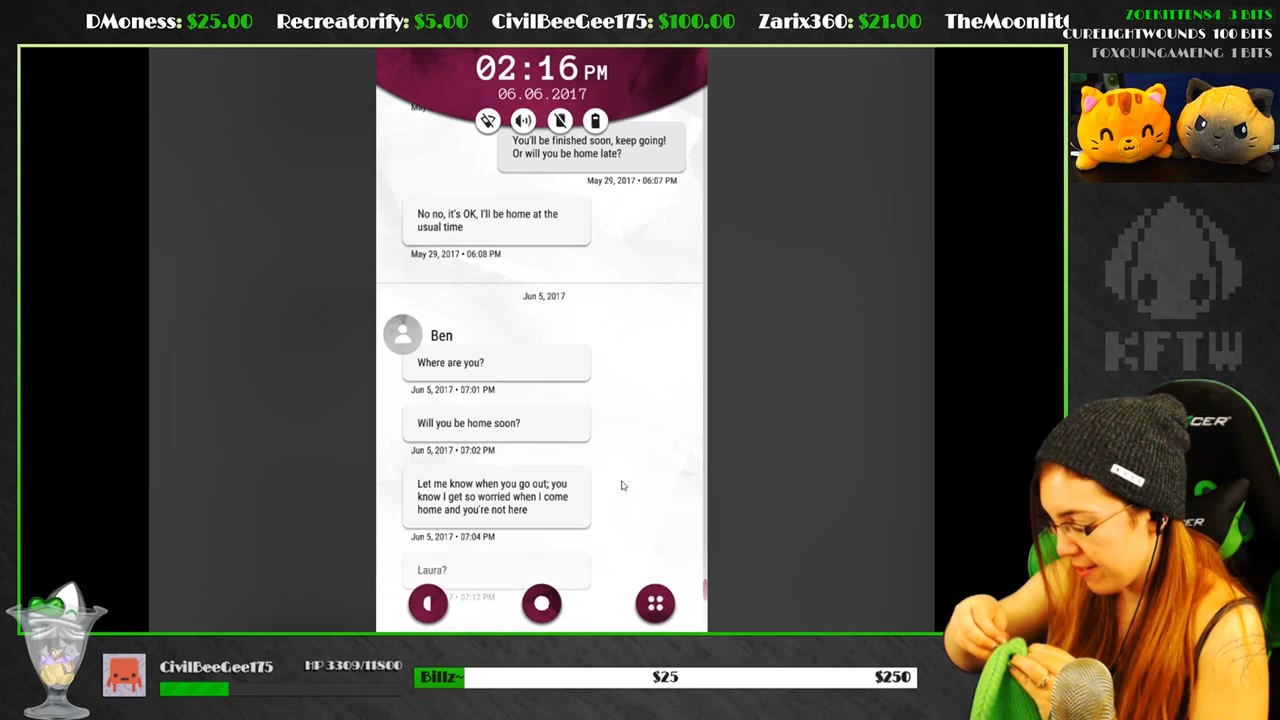 DMoness: $25.00 Recreatorify: $5.00 CivilBeeGee175: $100.00 Zarix360: $21.00
ZOEKITTEN84 3 BITS
CURELIGHTWOUNDS 100 BITS
FOXQUINGAMEING 1 BITS
02:16 PM
06.06.2017
May
You'll be finished soon, keep going!
Or will you be home late?
May 29, 2017 • 06:07 PM
No no, it's OK, I'll be home at the
usual time
May 29, 2017 • 06:08 PM
Jun 5, 2017
Ben
Where are you?
Jun 5, 2017 • 07:01 PM
Will you be home soon?
Jun 5, 2017 • 07:02 PM
Let me know when you go out; you
know I get so worried when I come
home and you're not here
Jun 5, 2017 • 07:04 PM
Laura?
07:12 PM
KFTW
CivilBeeGee175 HP 3309/11800
Billz~ $25 $250